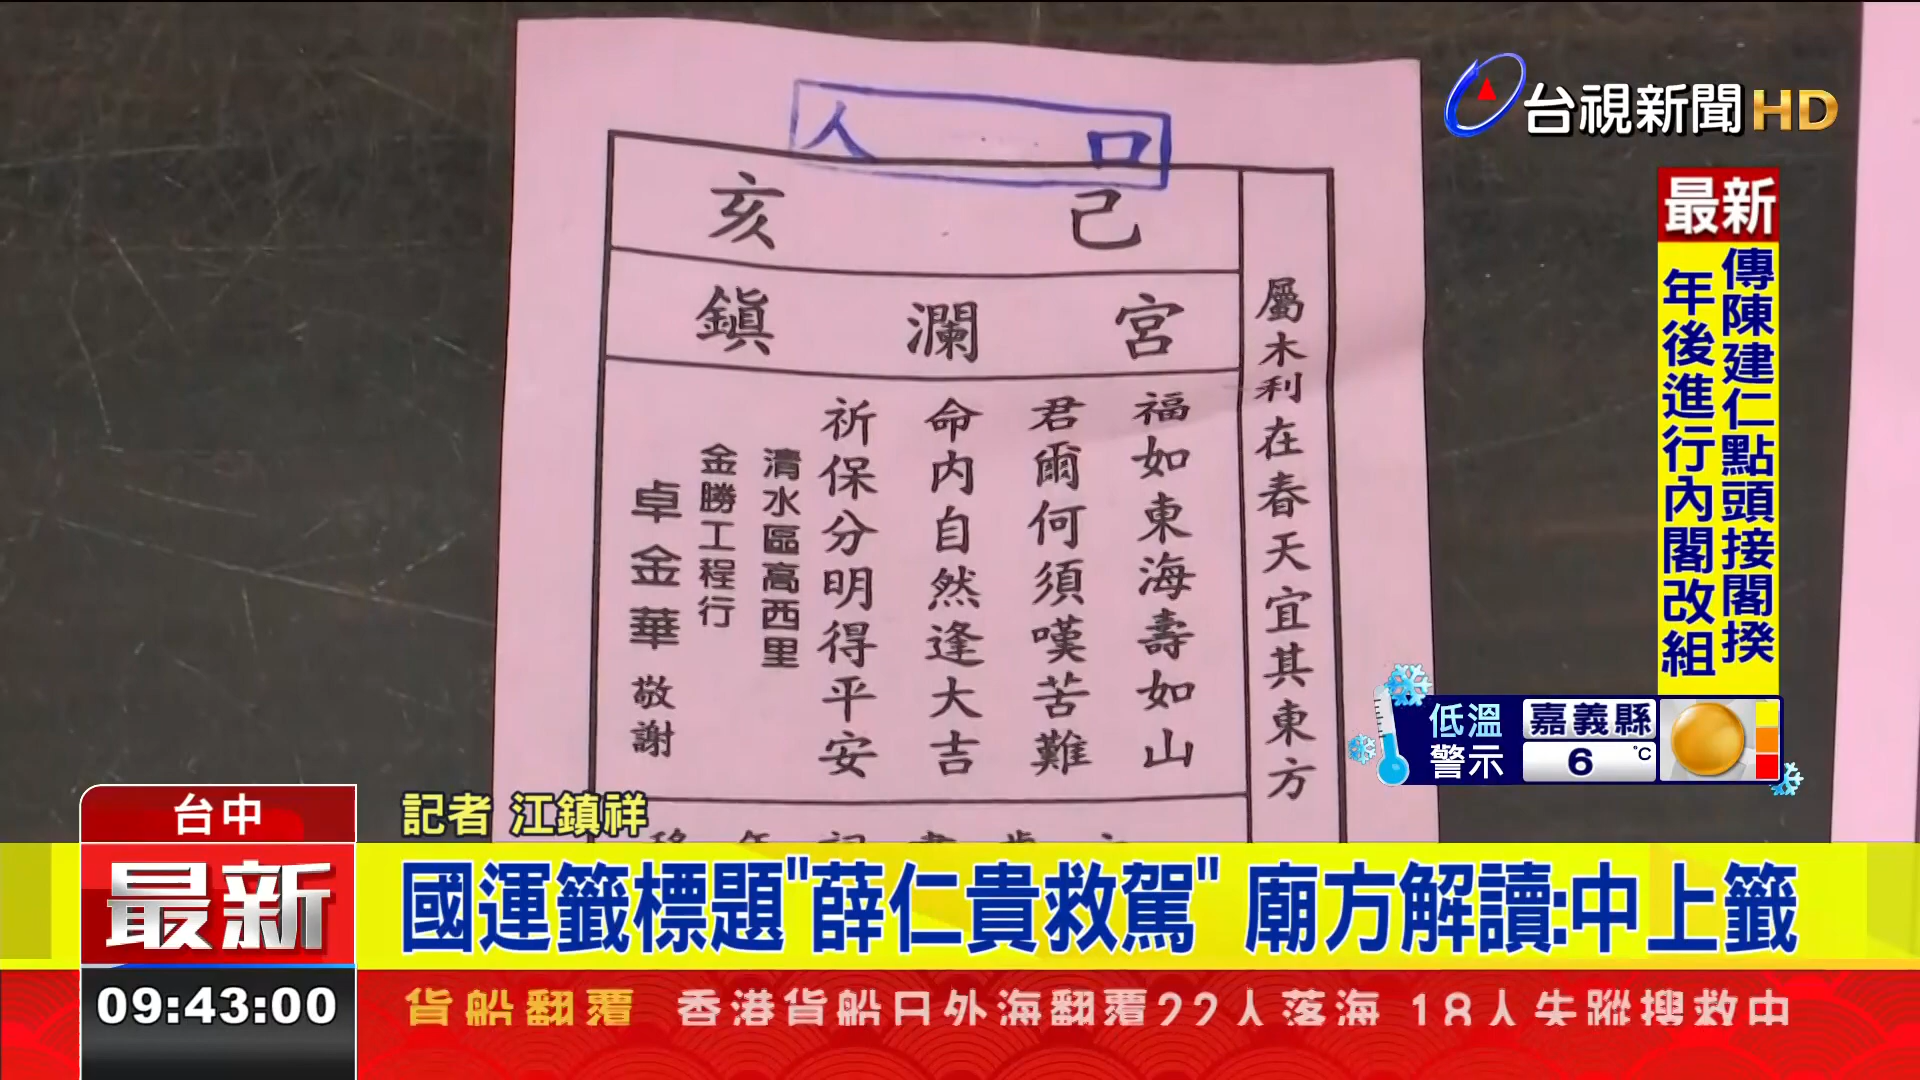 台視新聞HD
最新
傳陳建仁點頭接閣揆
年後進行內閣改組
低溫
警示
嘉義縣
6
°C
人口
亥己
鎮瀾宮
屬木利在春天宜其東方
福如東海壽如山
君爾何須嘆苦難
命內自然逢大吉
祈保分明得平安
清水區高西里
金勝工程行
卓金華敬謝
台中
記者 江鎮祥
最新
國運籤標題"薛仁貴救駕" 廟方解讀:中上籤
09:43:00
貨船翻覆 香港貨船日外海翻覆22人落海 18人失蹤搜救中